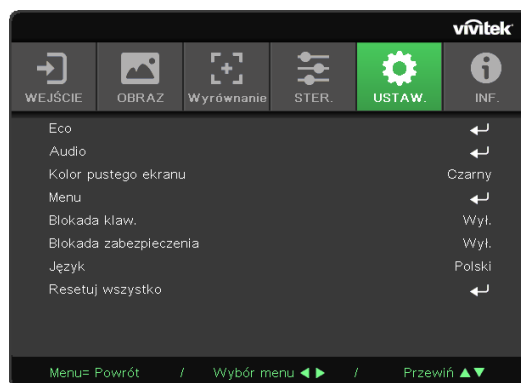 vivitek
WEJŚCIE OBRAZ Wyrównanie STER. USTAW. INF.
Eco
Audio
Kolor pustego ekranu Czarny
Menu
Blokada klaw. Wył.
Blokada zabezpieczenia Wył.
Język Polski
Resetuj wszystko
Menu= Powrót / Wybór menu ◀ ▶ / Przewiń ▲▼